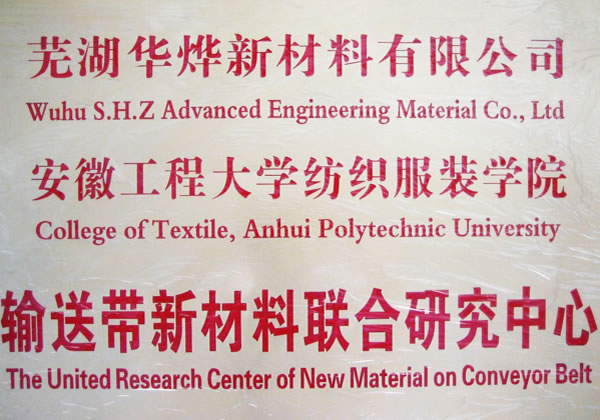 芜湖华烨新材料有限公司
Wuhu S.H.Z Advanced Engineering Material Co., Ltd
安徽工程大学纺织服装学院
College of Textile, Anhui Polytechnic University
输送带新材料联合研究中心
The United Research Center of New Material on Conveyor Belt